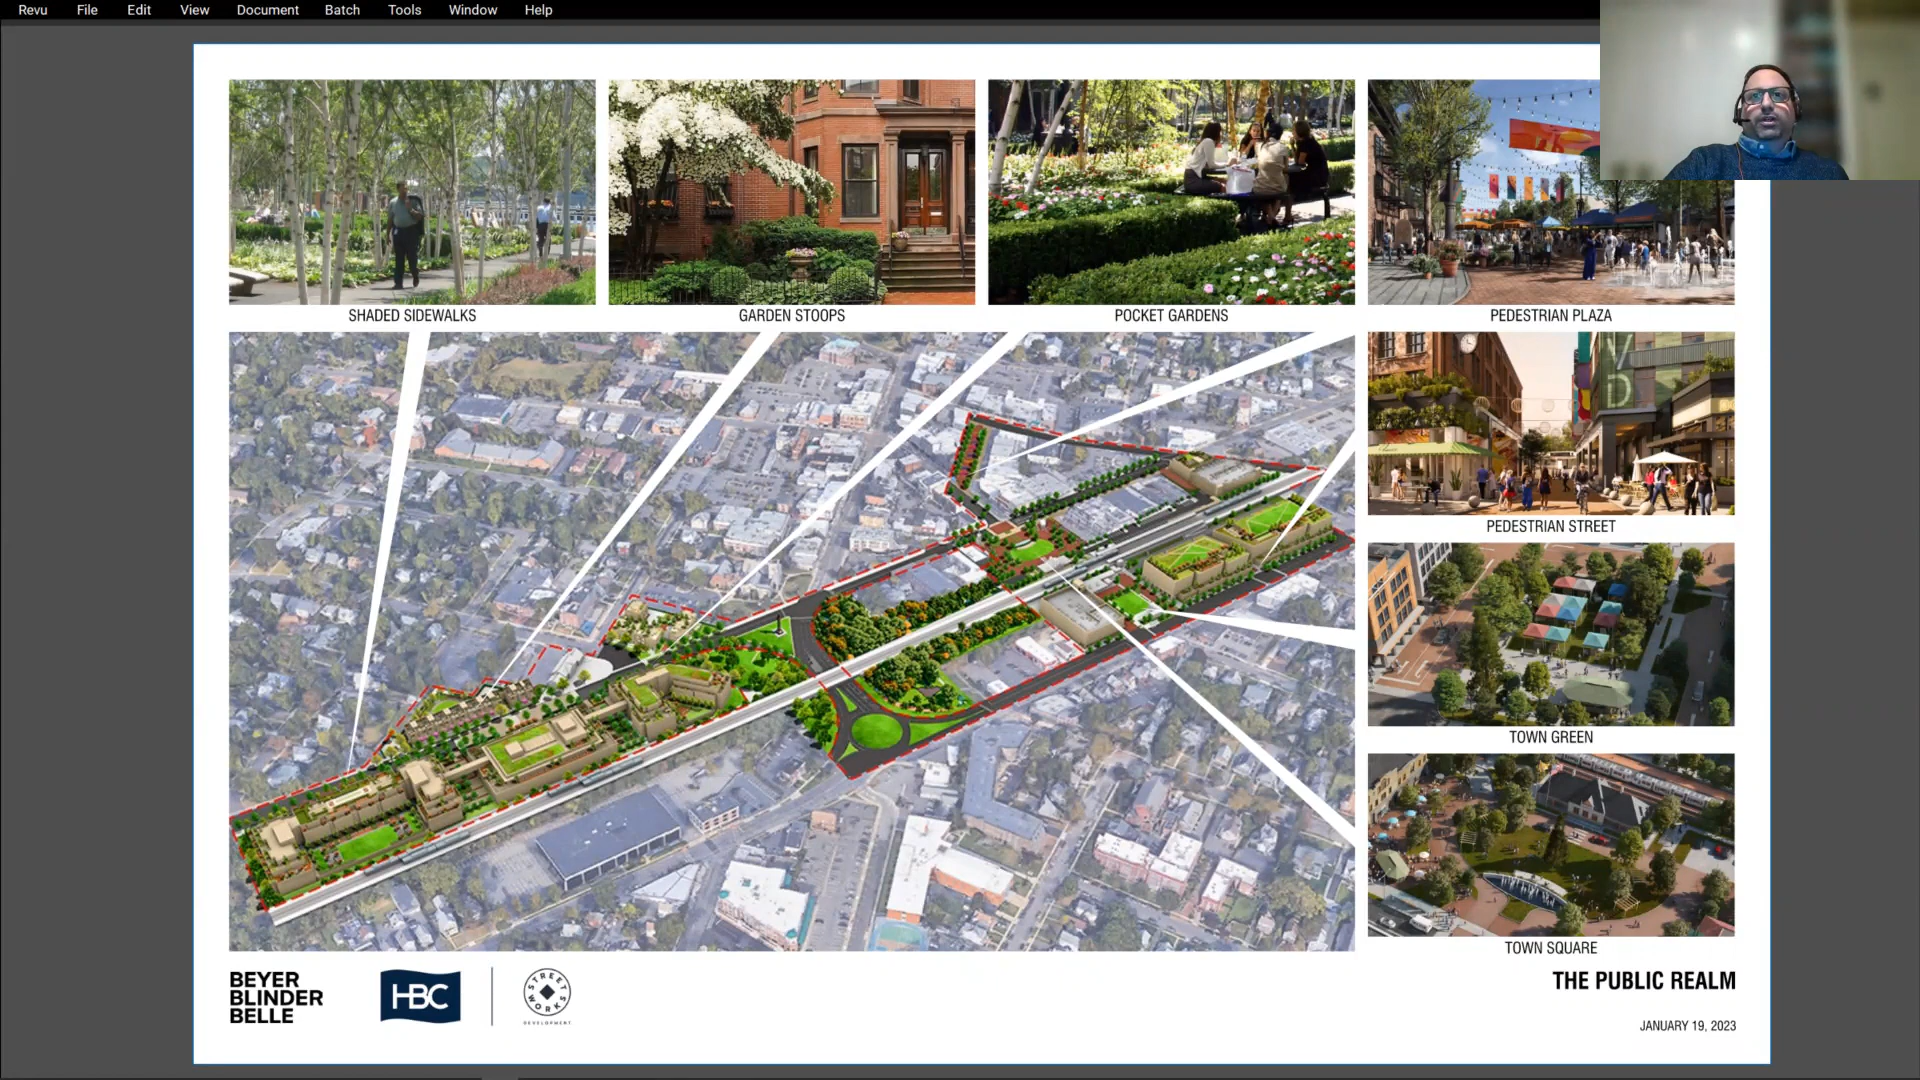 Revu File Edit View Document Batch Tools Window Help
SHADED SIDEWALKS
GARDEN STOOPS
POCKET GARDENS
PEDESTRIAN PLAZA
PEDESTRIAN STREET
TOWN GREEN
TOWN SQUARE
BEYER
BLINDER
BELLE
HBC
STREET
WORKS
DEVELOPMENT
THE PUBLIC REALM
JANUARY 19, 2023